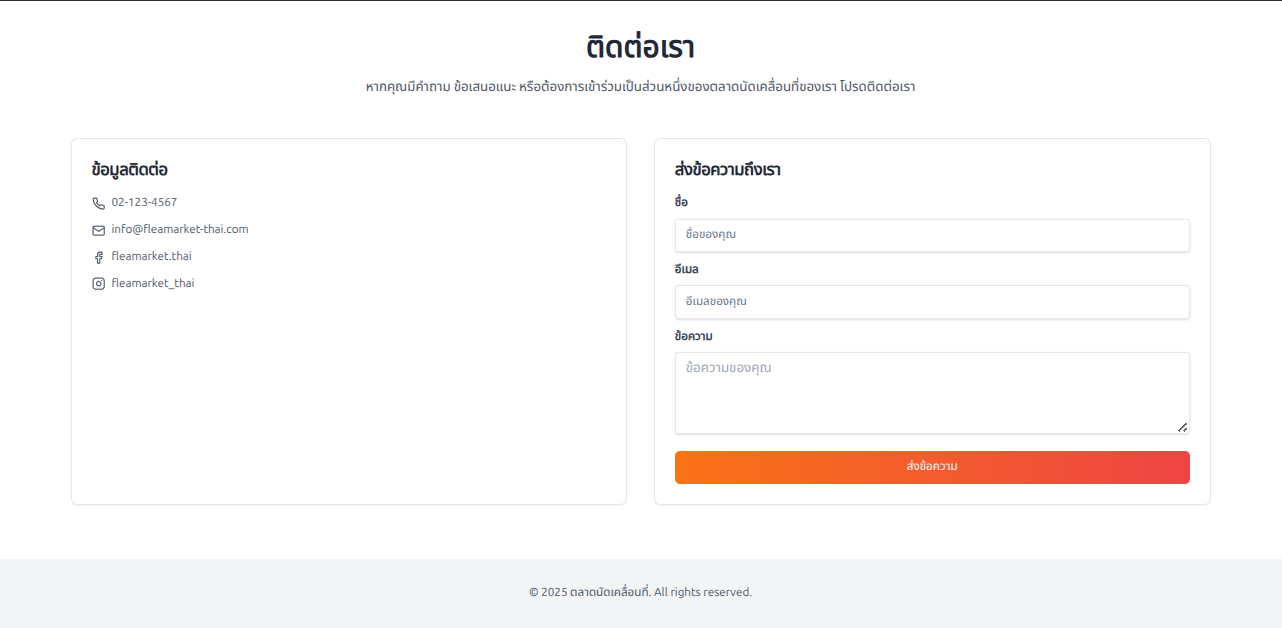 ติดต่อเรา
หากคุณมีคำถาม ข้อเสนอแนะ หรือต้องการเข้าร่วมเป็นส่วนหนึ่งของตลาดนัดเคลื่อนที่ของเรา โปรดติดต่อเรา
ข้อมูลติดต่อ
02-123-4567
info@fleamarket-thai.com
fleamarket.thai
fleamarket_thai
ส่งข้อความถึงเรา
ชื่อ
ชื่อของคุณ
อีเมล
อีเมลของคุณ
ข้อความ
ข้อความของคุณ
ส่งข้อความ
© 2025 ตลาดนัดเคลื่อนที่. All rights reserved.